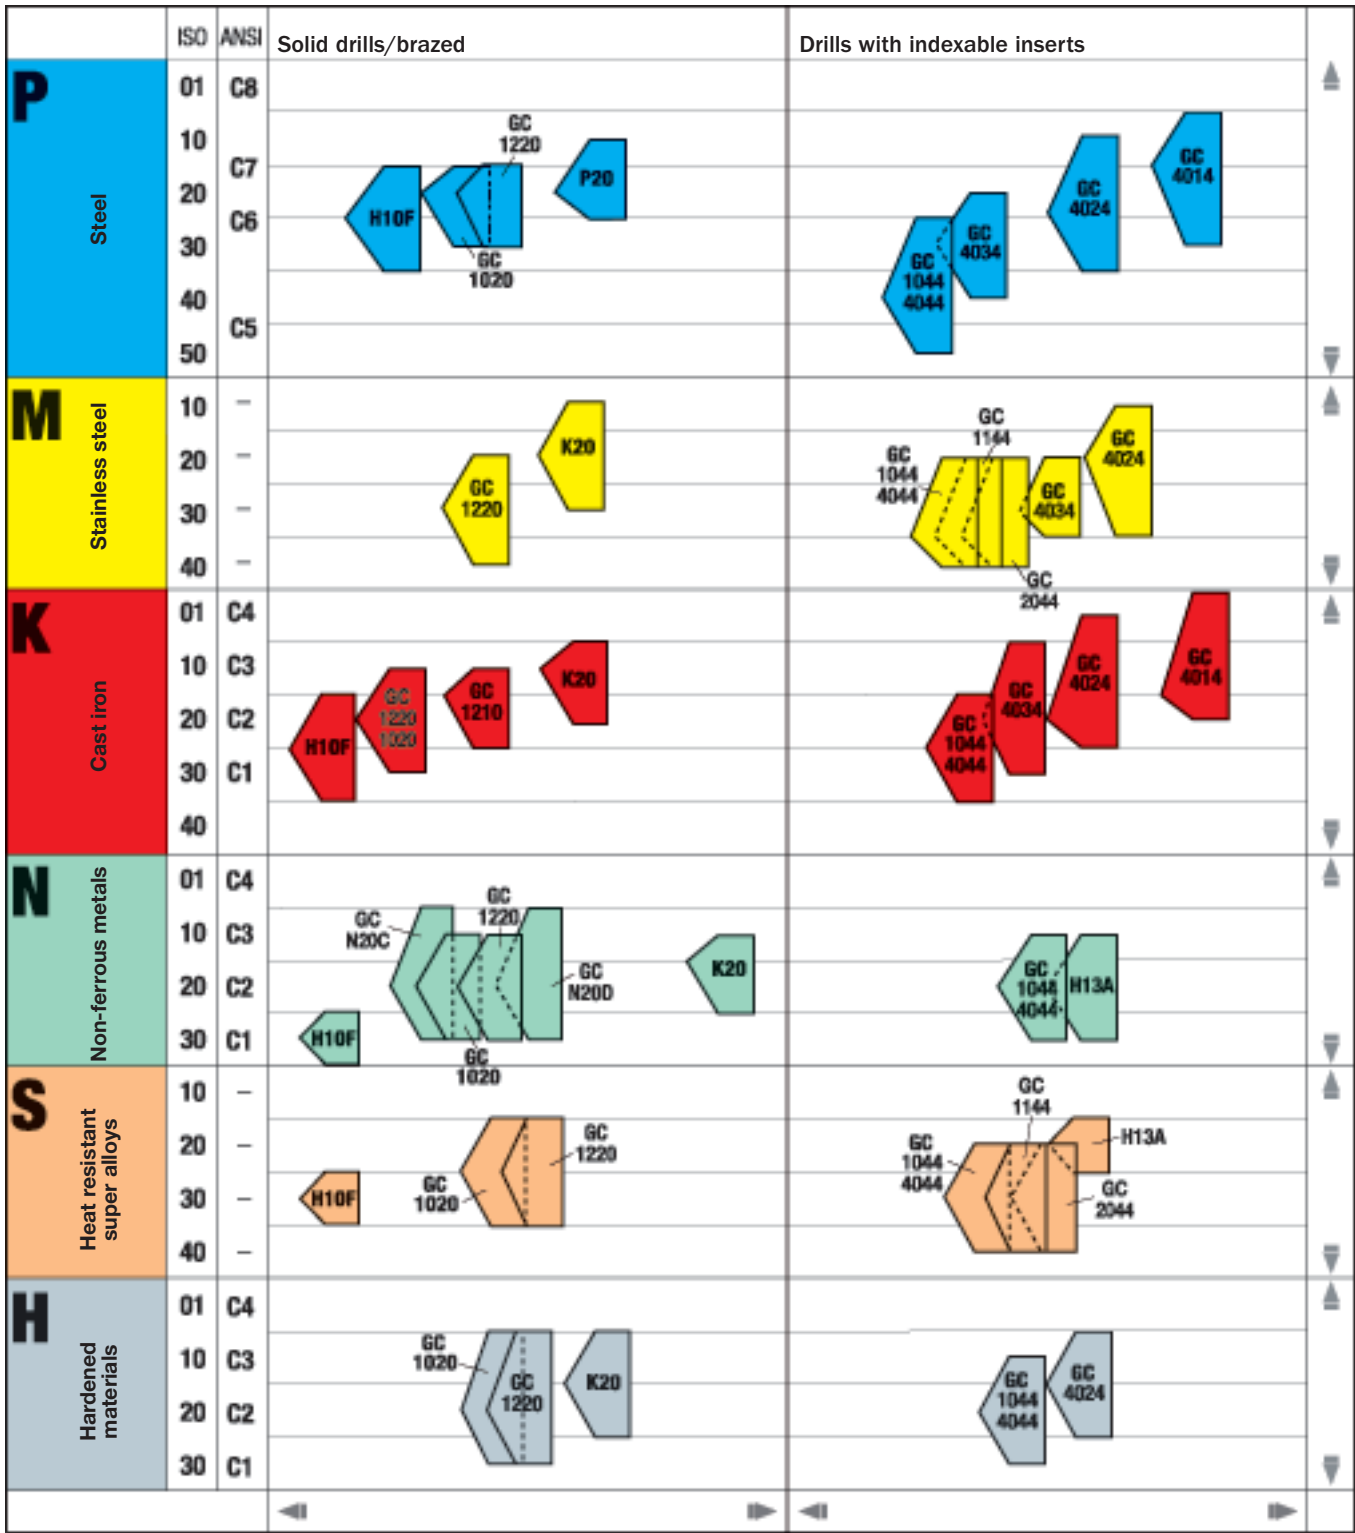 ISO ANSI Solid drills/brazed Drills with indexable inserts
P
Steel
01 C8
10
C7
20
C6
30
40
C5
50
GC
1220
H10F
GC
1020
P20
GC
1044
4044
GC
4034
GC
4024
GC
4014
M
Stainless steel
10 –
20 –
30 –
40 –
GC
1220
K20
GC
1044
4044
GC
1144
GC
2044
GC
4034
GC
4024
K
Cast iron
01 C4
10 C3
20 C2
30 C1
40
H10F
GC
1220
1020
GC
1210
K20
GC
1044
4044
GC
4034
GC
4024
GC
4014
N
Non-ferrous metals
01 C4
10 C3
20 C2
30 C1
H10F
GC
N20C
GC
1020
GC
1220
GC
N20D
K20
GC
1044
4044
H13A
S
Heat resistant
super alloys
10 –
20 –
30 –
40 –
H10F
GC
1020
GC
1220
GC
1044
4044
GC
1144
H13A
GC
2044
H
Hardened
materials
01 C4
10 C3
20 C2
30 C1
GC
1020
GC
1220
K20
GC
1044
4044
GC
4024